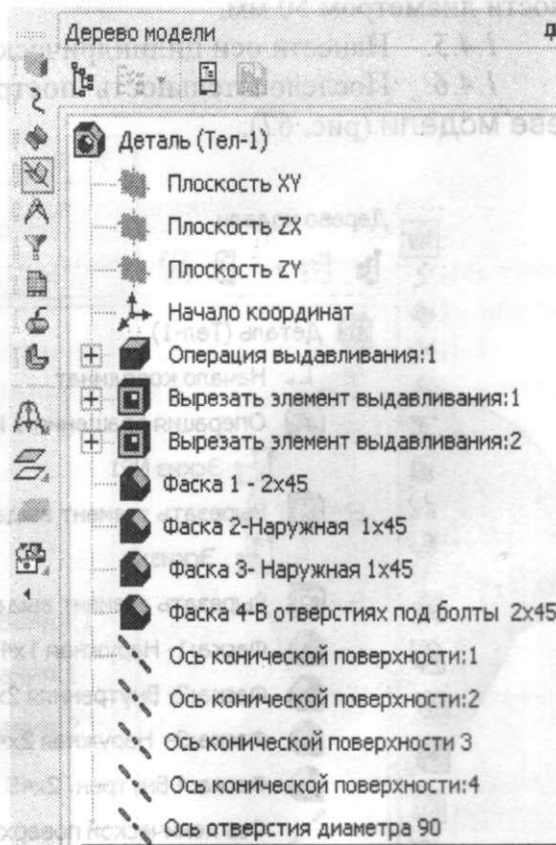 Дерево модели
Деталь (Тел-1)
Плоскость XY
Плоскость ZX
Плоскость ZY
Начало координат
Операция выдавливания:1
Вырезать элемент выдавливания:1
Вырезать элемент выдавливания:2
Фаска 1 - 2x45
Фаска 2-Наружная 1x45
Фаска 3- Наружная 1x45
Фаска 4-В отверстиях под болты 2x45
Ось конической поверхности:1
Ось конической поверхности:2
Ось конической поверхности 3
Ось конической поверхности:4
Ось отверстия диаметра 90